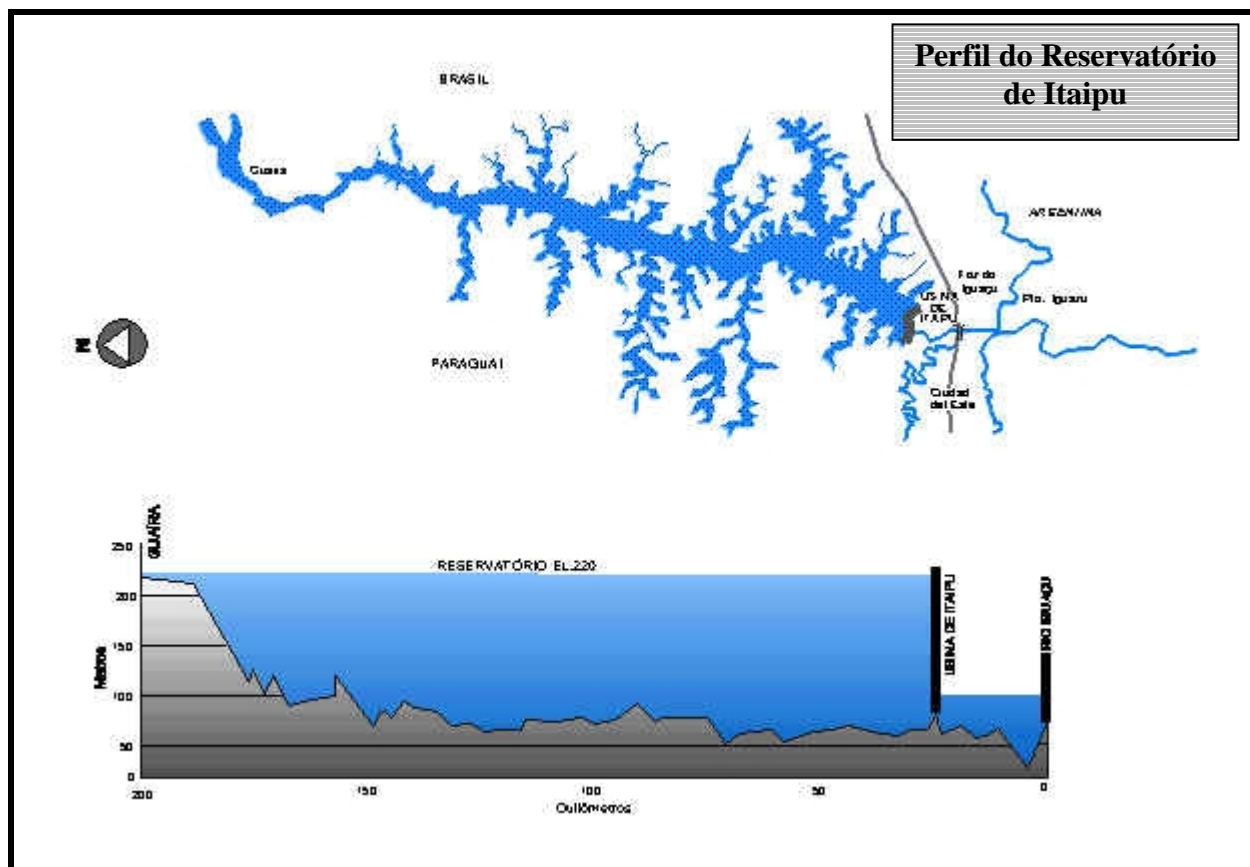 Perfil do Reservatório
de Itaipu
BRASIL
ARGENTINA
Foz do
Iguaçu
USINA
DE
ITAIPU
N
PARAGUAI
Ciudad
del Este
GUAÍRA
RESERVATÓRIO EL.220
USINA DE ITAIPU
RIO IGUAÇU
Metros
250
200
150
100
50
0
200
150
100
50
0
Quilômetros